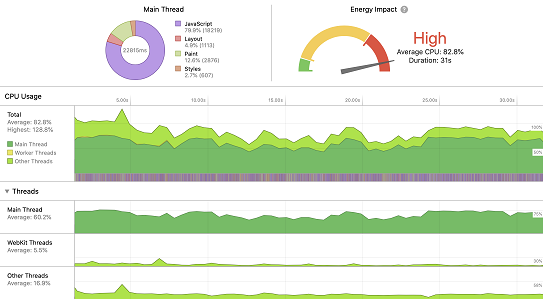 Main Thread
Energy Impact ?
22815ms
JavaScript
79.9% (18219)
Layout
4.9% (1113)
Paint
12.6% (2876)
Styles
2.7% (607)
High
Average CPU: 82.8%
Duration: 31s
CPU Usage
5.00s 10.00s 15.00s 20.00s 25.00s 30.00s
Total
Average: 82.8%
Highest: 128.8%
Main Thread
Worker Threads
Other Threads
100%
50%
Threads
Main Thread
Average: 60.2%
75%
WebKit Threads
Average: 5.5%
50%
Other Threads
Average: 16.9%